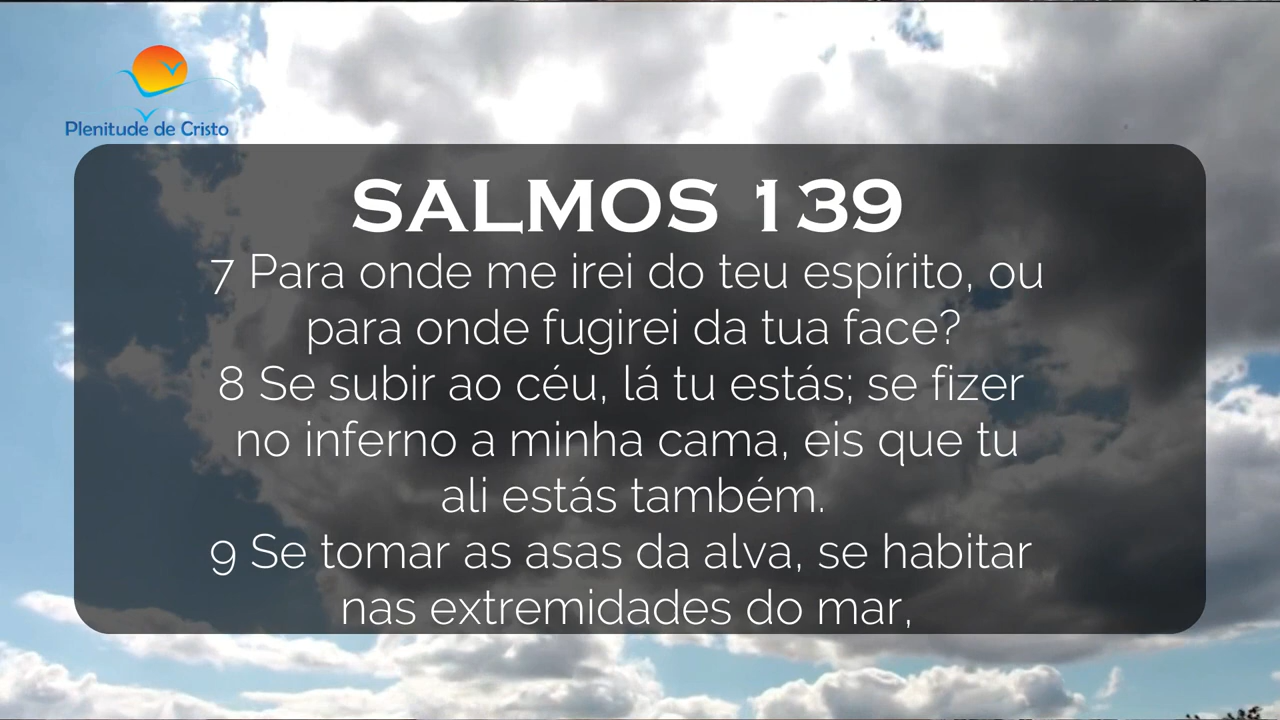 Plenitude de Cristo
SALMOS 139
7 Para onde me irei do teu espírito, ou
para onde fugirei da tua face?
8 Se subir ao céu, lá tu estás; se fizer
no inferno a minha cama, eis que tu
ali estás também.
9 Se tomar as asas da alva, se habitar
nas extremidades do mar,